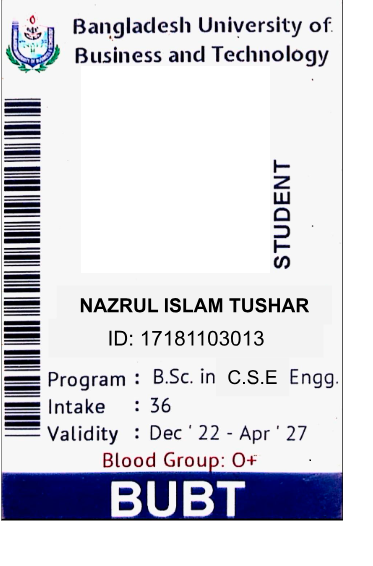 Bangladesh University of
Business and Technology
STUDENT
NAZRUL ISLAM TUSHAR
ID: 17181103013
Program : B.Sc. in C.S.E Engg.
Intake : 36
Validity : Dec ' 22 - Apr ' 27
Blood Group: O+
BUBT